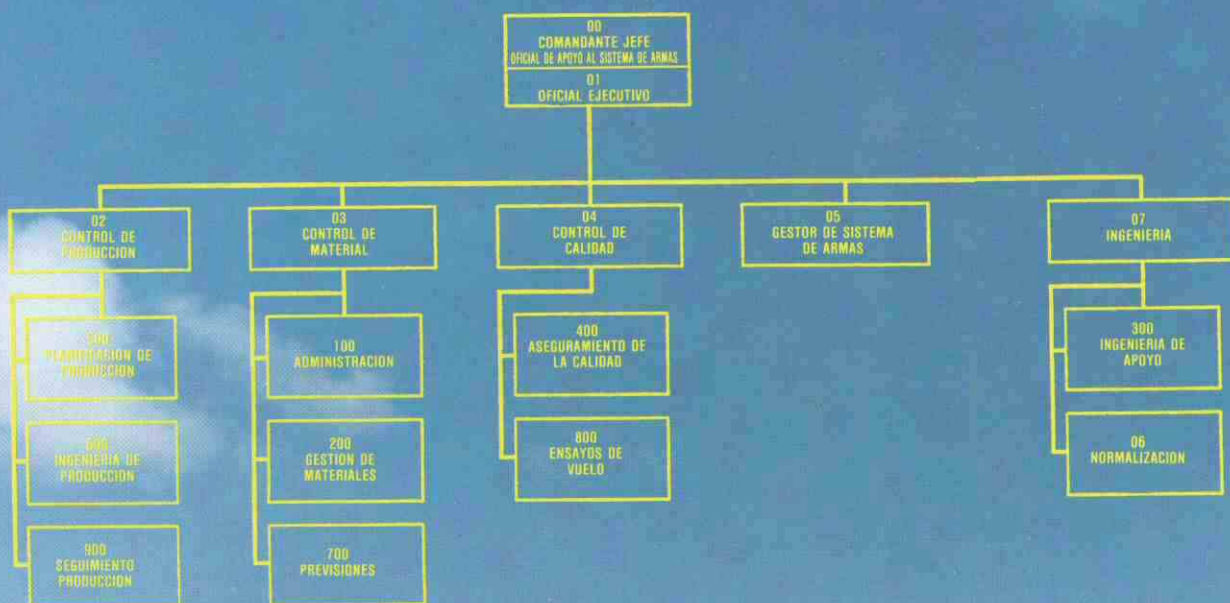 00
COMANDANTE JEFE
OFICIAL DE APOYO AL SISTEMA DE ARMAS
01
OFICIAL EJECUTIVO
02
CONTROL DE
PRODUCCION
03
CONTROL DE
MATERIAL
04
CONTROL DE
CALIDAD
05
GESTOR DE SISTEMA
DE ARMAS
07
INGENIERIA
500
PLANIFICACION DE
PRODUCCION
600
INGENIERIA DE
PRODUCCION
900
SEGUIMIENTO
PRODUCCION
100
ADMINISTRACION
200
GESTION DE
MATERIALES
700
PREVISIONES
400
ASEGURAMIENTO DE
LA CALIDAD
800
ENSAYOS DE
VUELO
300
INGENIERIA DE
APOYO
06
NORMALIZACION